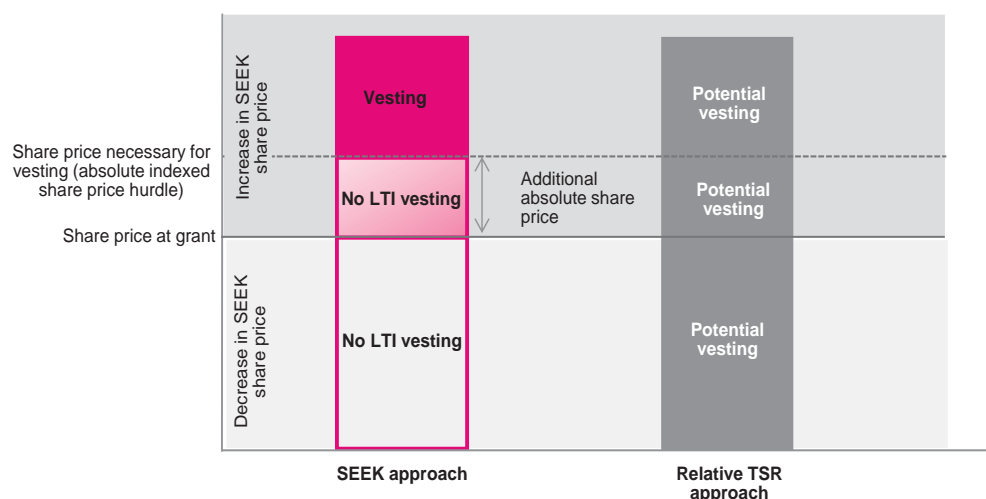 Increase in SEEK
share price
Vesting
Potential
vesting
Share price necessary for
vesting (absolute indexed
share price hurdle)
No LTI vesting
Additional
absolute share
price
Potential
vesting
Share price at grant
Decrease in SEEK
share price
No LTI vesting
Potential
vesting
SEEK approach
Relative TSR
approach